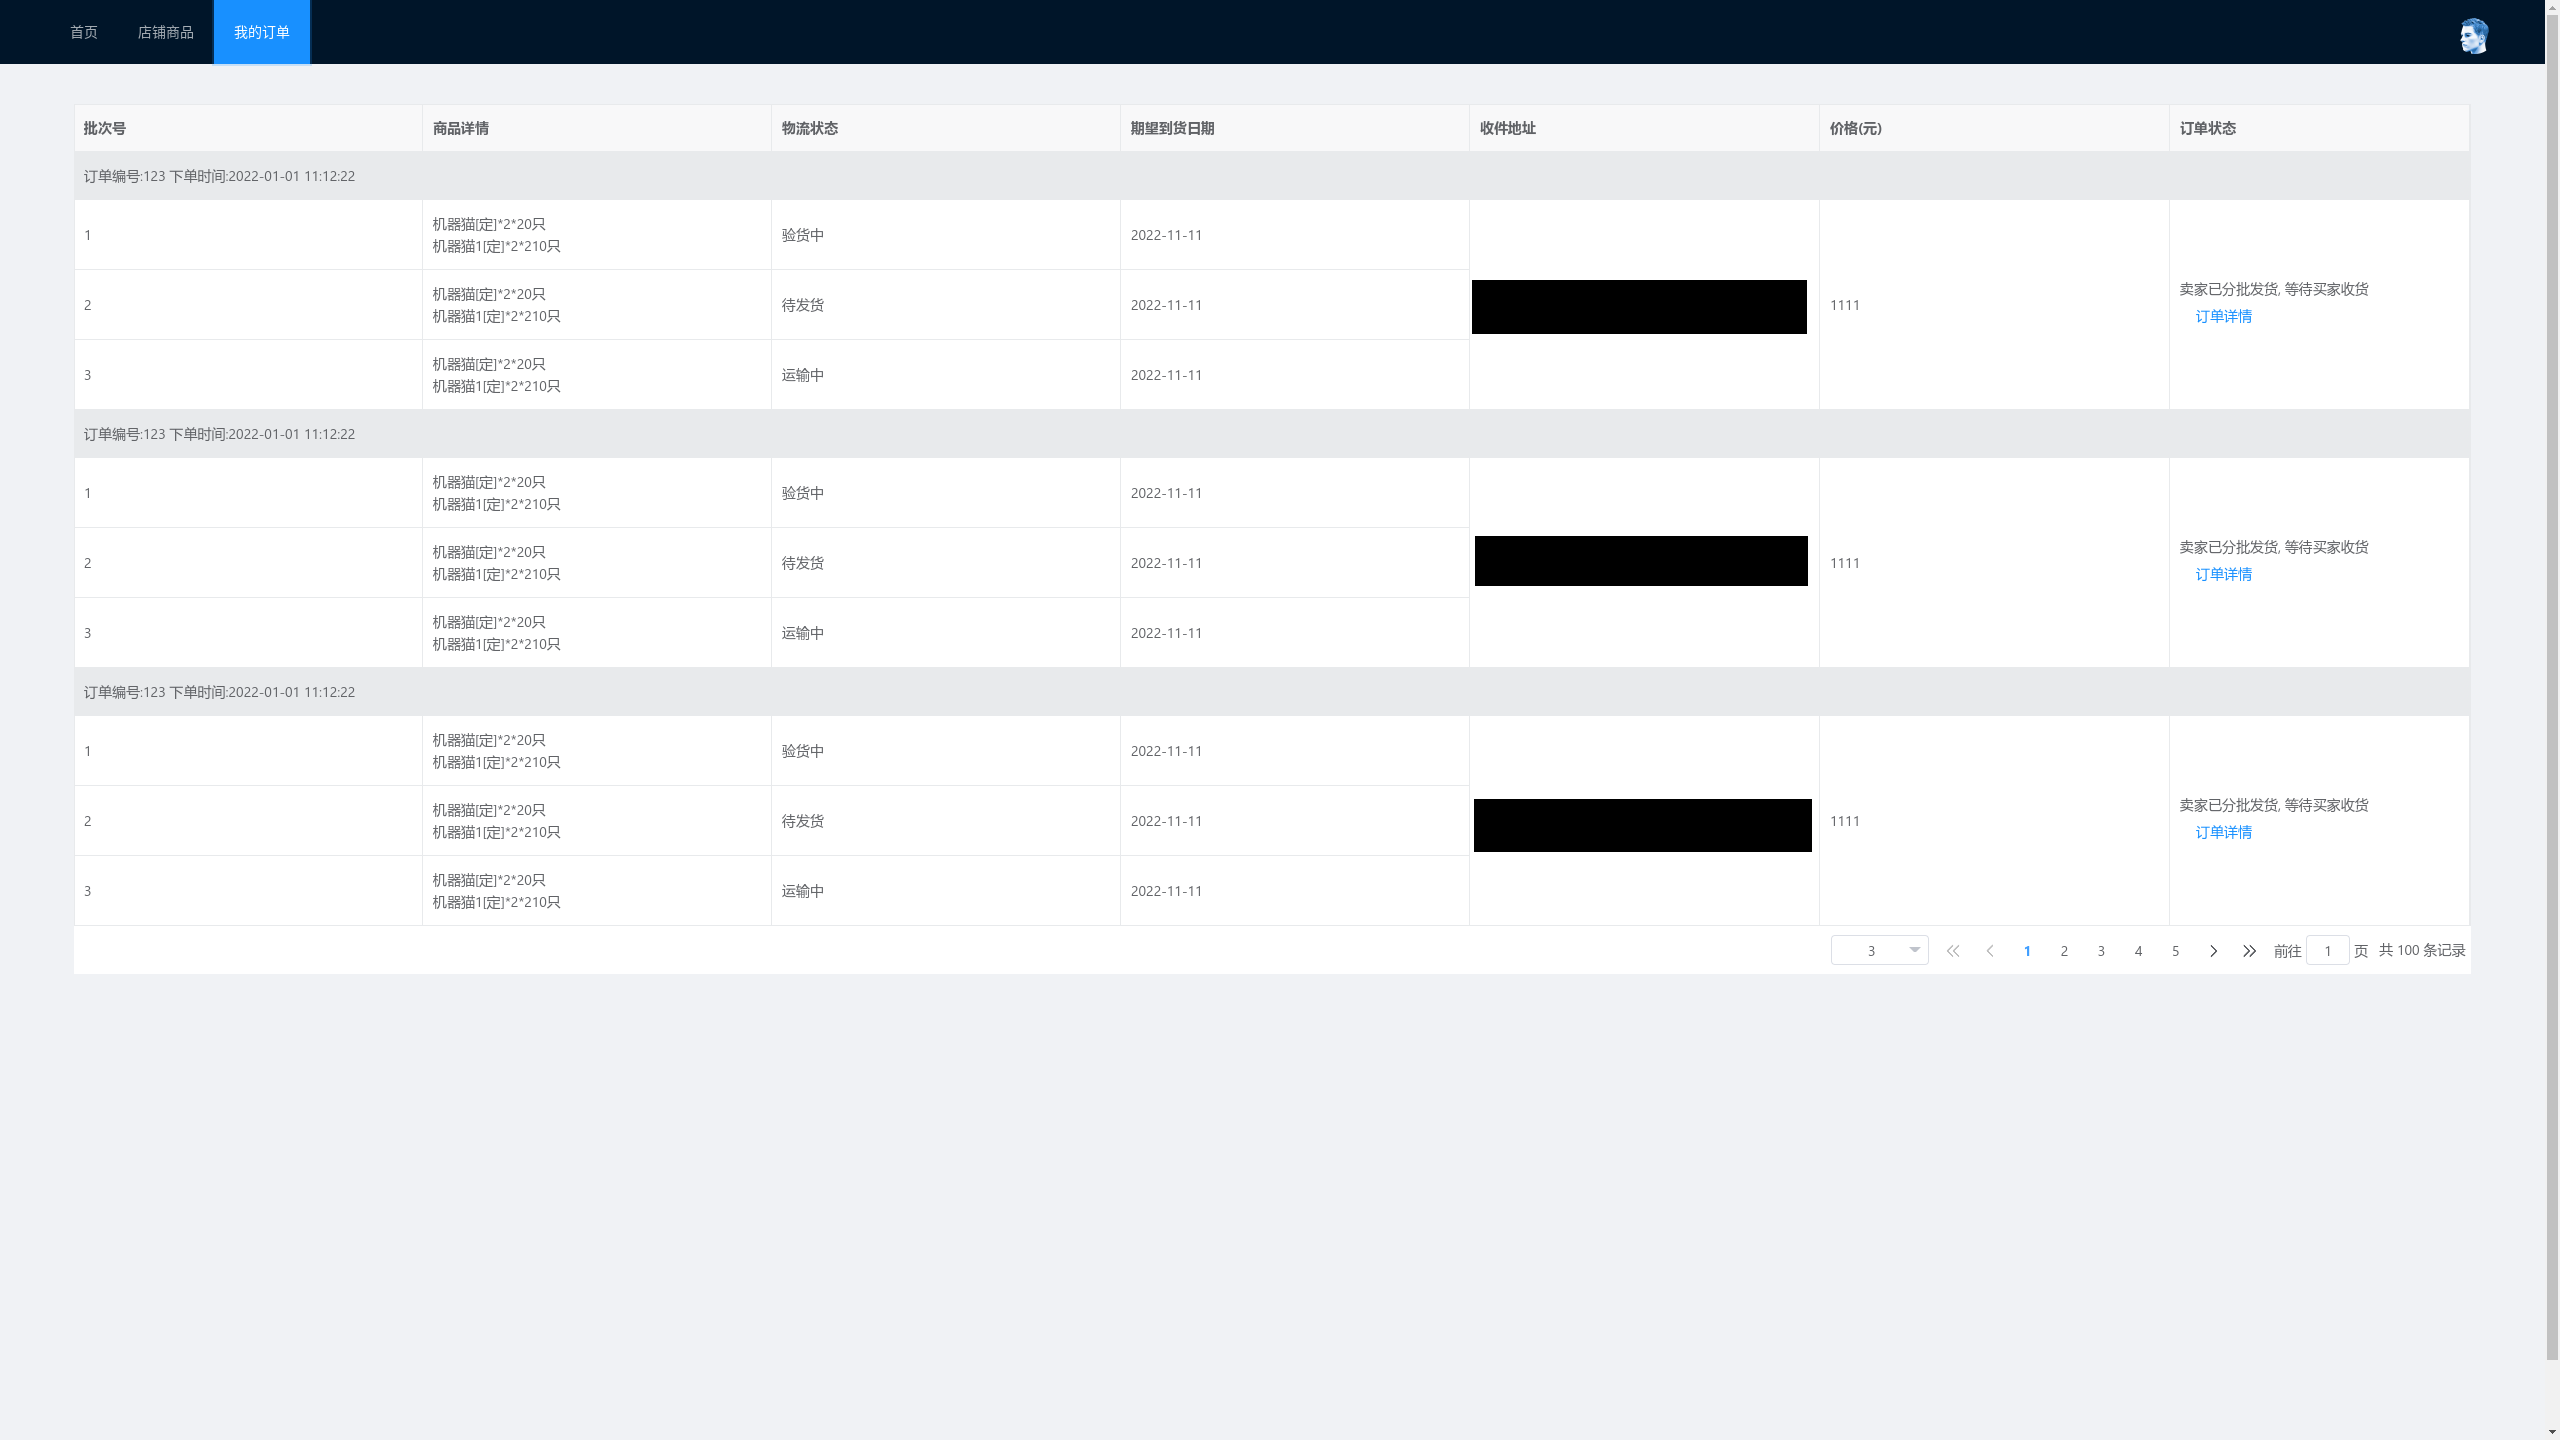 首页 店铺商品 我的订单
批次号 商品详情 物流状态 期望到货日期 收件地址 价格(元) 订单状态
订单编号:123 下单时间:2022-01-01 11:12:22
1 机器猫[定]*2*20只 验货中 2022-11-11
机器猫1[定]*2*210只
2 机器猫[定]*2*20只 待发货 2022-11-11 1111 卖家已分批发货, 等待买家收货
机器猫1[定]*2*210只 订单详情
3 机器猫[定]*2*20只 运输中 2022-11-11
机器猫1[定]*2*210只
订单编号:123 下单时间:2022-01-01 11:12:22
1 机器猫[定]*2*20只 验货中 2022-11-11
机器猫1[定]*2*210只
2 机器猫[定]*2*20只 待发货 2022-11-11 1111 卖家已分批发货, 等待买家收货
机器猫1[定]*2*210只 订单详情
3 机器猫[定]*2*20只 运输中 2022-11-11
机器猫1[定]*2*210只
订单编号:123 下单时间:2022-01-01 11:12:22
1 机器猫[定]*2*20只 验货中 2022-11-11
机器猫1[定]*2*210只
2 机器猫[定]*2*20只 待发货 2022-11-11 1111 卖家已分批发货, 等待买家收货
机器猫1[定]*2*210只 订单详情
3 机器猫[定]*2*20只 运输中 2022-11-11
机器猫1[定]*2*210只
3 1 2 3 4 5 前往 1 页 共 100 条记录